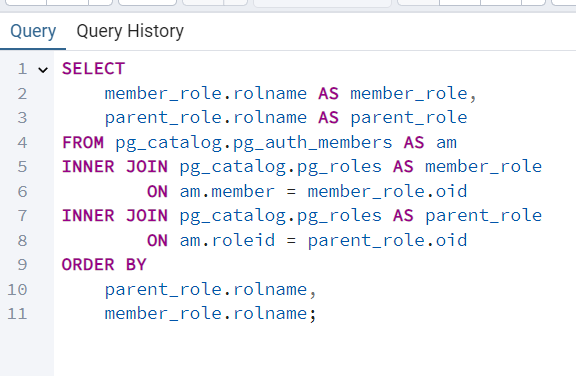 Query Query History
1 SELECT
2 member_role.rolname AS member_role,
3 parent_role.rolname AS parent_role
4 FROM pg_catalog.pg_auth_members AS am
5 INNER JOIN pg_catalog.pg_roles AS member_role
6 ON am.member = member_role.oid
7 INNER JOIN pg_catalog.pg_roles AS parent_role
8 ON am.roleid = parent_role.oid
9 ORDER BY
10 parent_role.rolname,
11 member_role.rolname;